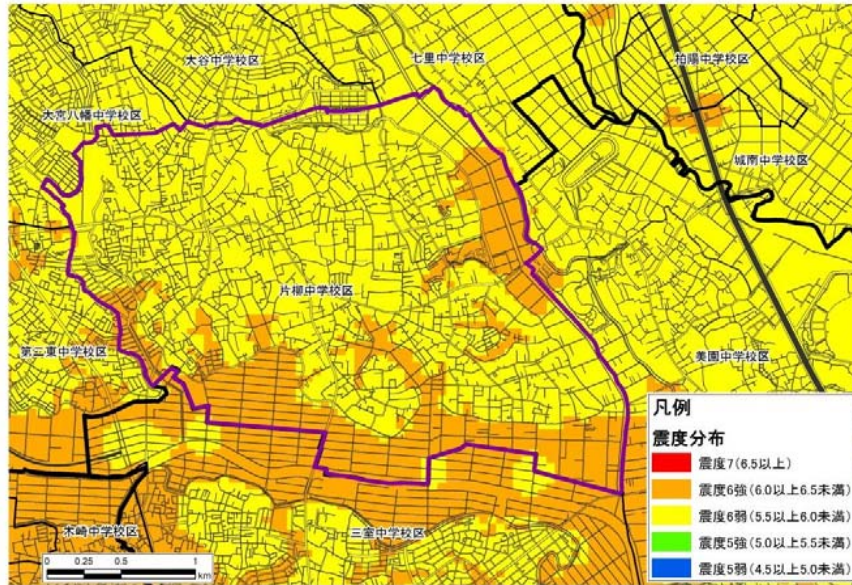 大谷中学校区
七里中学校区
柏陽中学校区
大宮八幡中学校区
城南中学校区
片柳中学校区
第二東中学校区
美園中学校区
木崎中学校区
三室中学校区
凡例
震度分布
震度7(6.5以上)
震度6強(6.0以上6.5未満)
震度6弱(5.5以上6.0未満)
震度5強(5.0以上5.5未満)
震度5弱(4.5以上5.0未満)
0 0.25 0.5 1
km